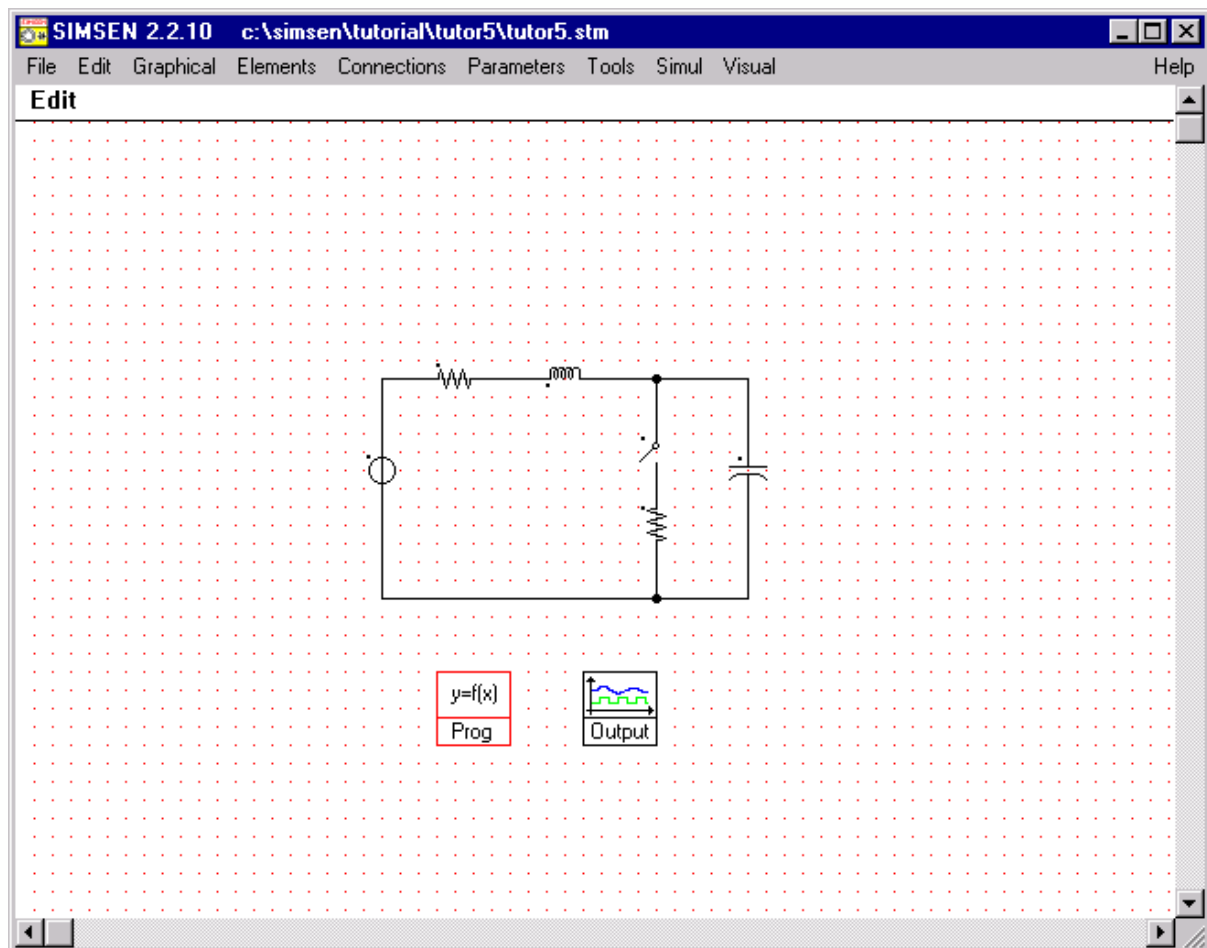 SIMSEN 2.2.10 c:\simsen\tutorial\tutor5\tutor5.stm
File Edit Graphical Elements Connections Parameters Tools Simul Visual Help
Edit
y=f(x)
Prog
Output